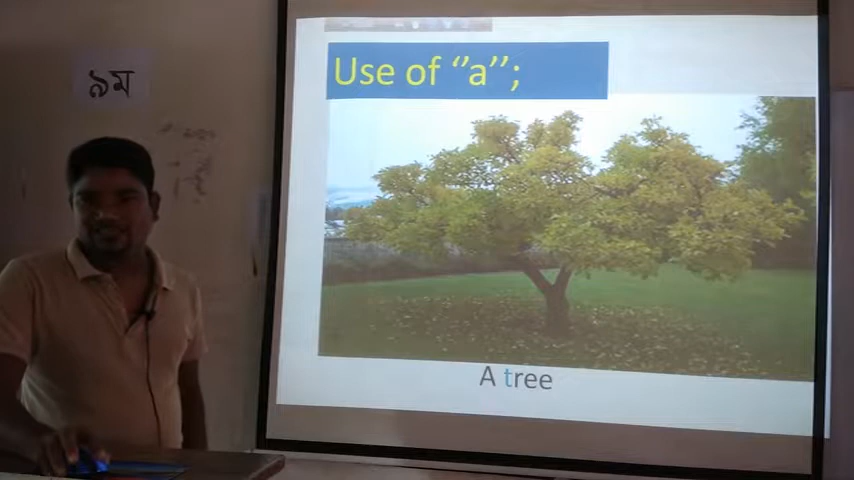 ৯ম
Use of “a”;
A tree